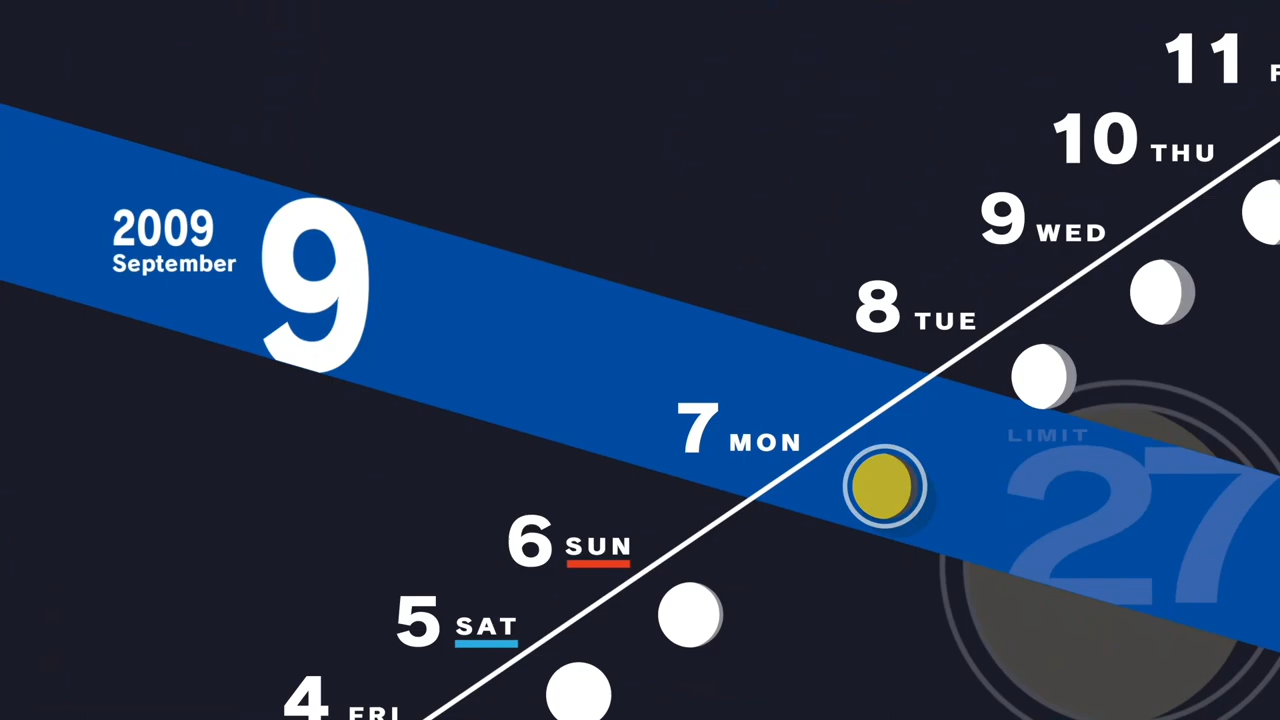 11
10 THU
9 WED
2009
September
9
8 TUE
7 MON
LIMIT
27
6 SUN
5 SAT
4 FRI